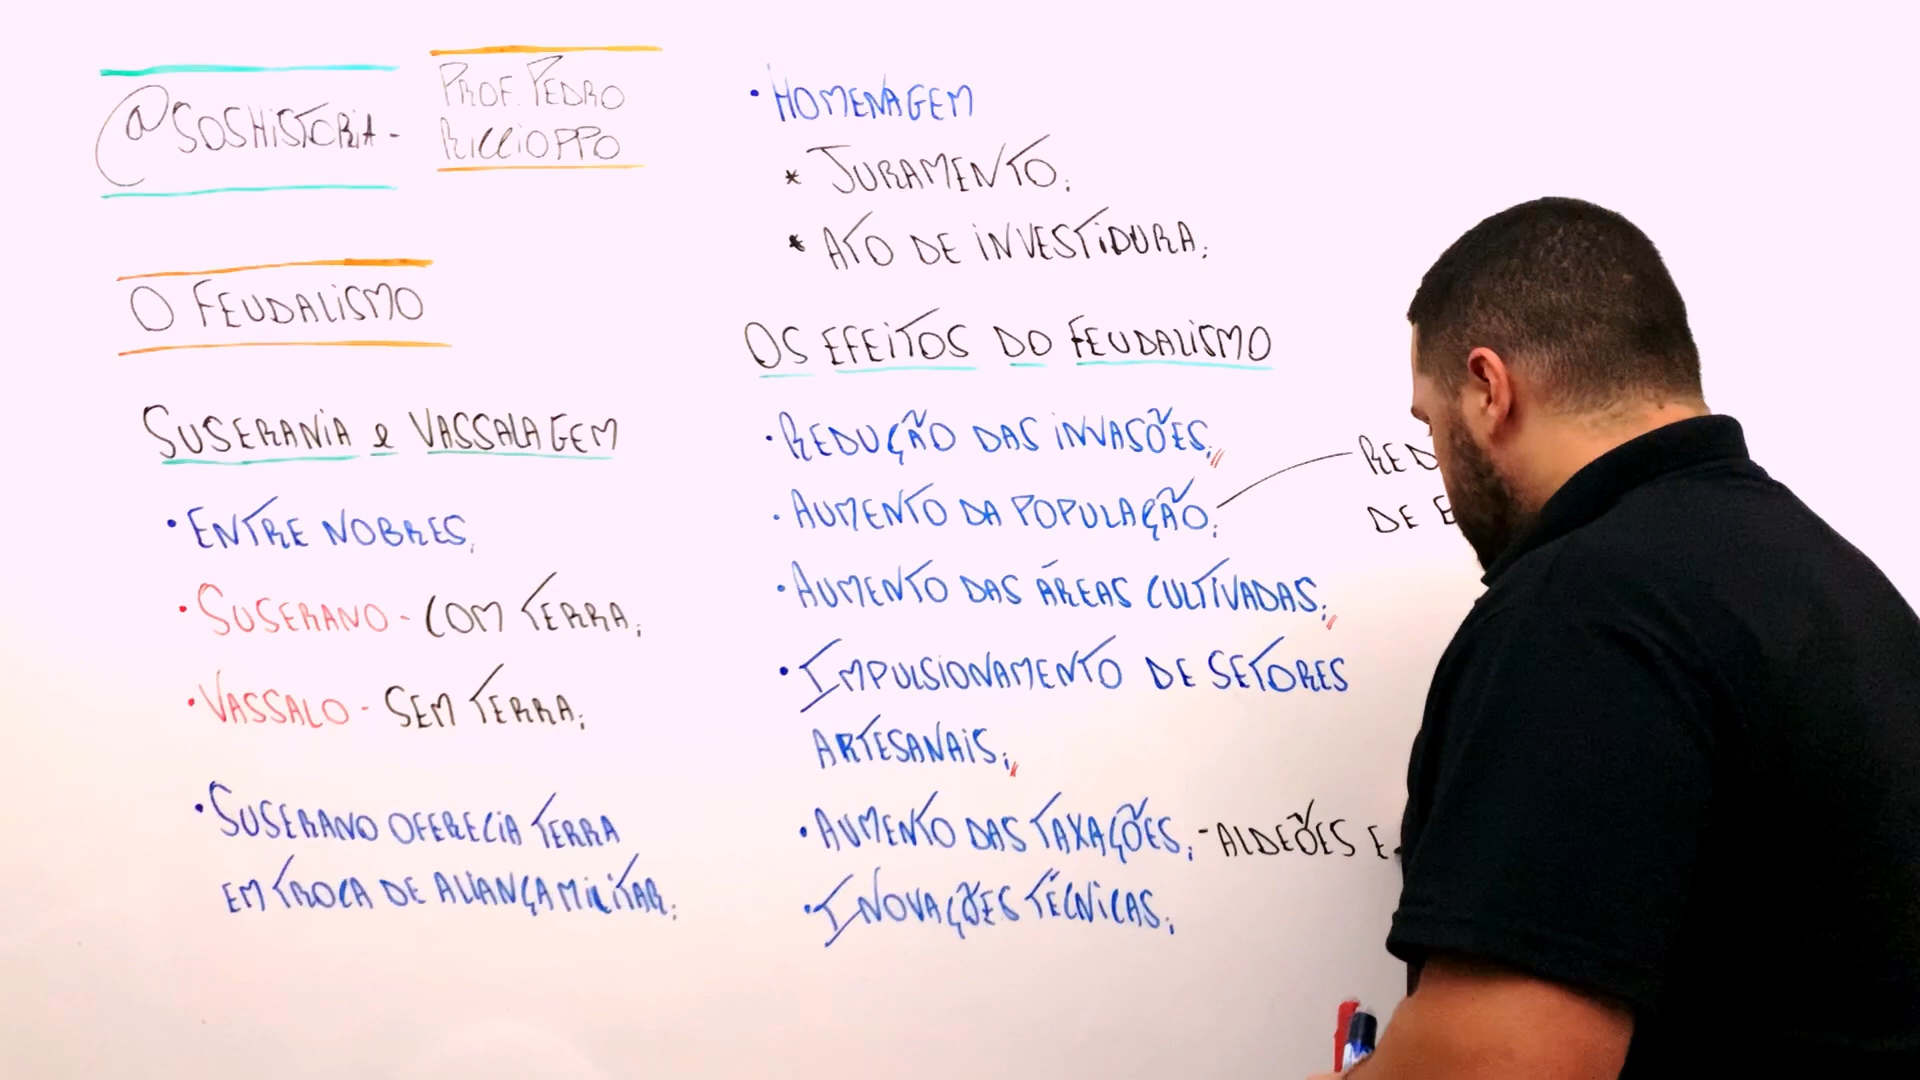 @SOSHISTORIA -
PROF. PEDRO
RICCIOPPO
O FEUDALISMO
SUSERANIA e VASSALAGEM
• ENTRE NOBRES;
• SUSERANO - COM TERRA;
• VASSALO - SEM TERRA;
• SUSERANO OFERECIA TERRA
EM TROCA DE ALIANÇA MILITAR;
• HOMENAGEM
* JURAMENTO;
* ATO DE INVESTIDURA;
OS EFEITOS DO FEUDALISMO
• REDUÇÃO DAS INVASÕES;
• AUMENTO DA POPULAÇÃO;
DE
• AUMENTO DAS ÁREAS CULTIVADAS;
• IMPULSIONAMENTO DE SETORES
ARTESANAIS;
• AUMENTO DAS TAXAÇÕES; - ALDEÕES E
• INOVAÇÕES TÉCNICAS;